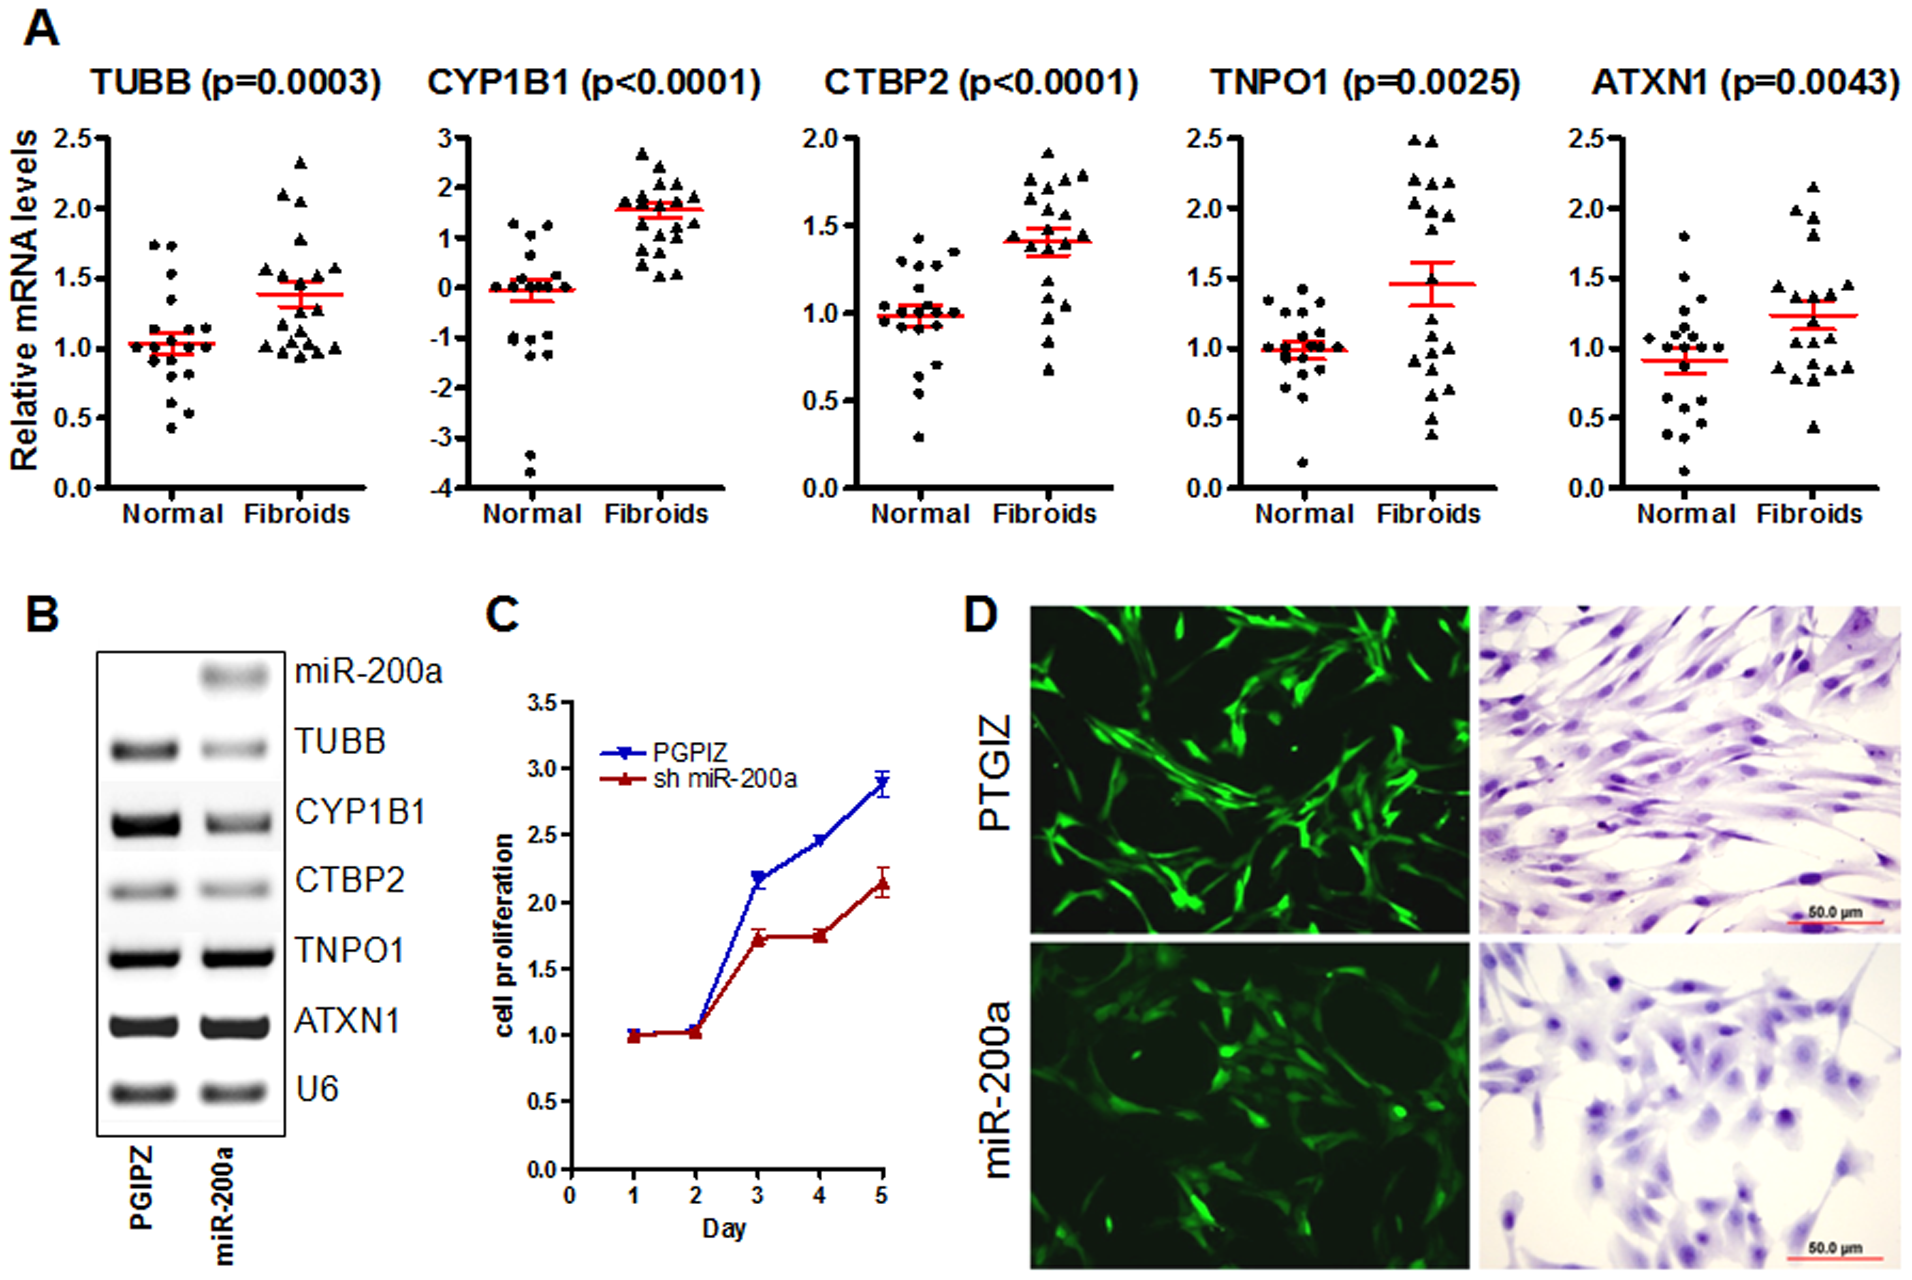 A
TUBB (p=0.0003) CYP1B1 (p<0.0001) CTBP2 (p<0.0001) TNPO1 (p=0.0025) ATXN1 (p=0.0043)
Relative mRNA levels
2.5
2.0
1.5
1.0
0.5
0.0
Normal Fibroids
3
2
1
0
-1
-2
-3
-4
Normal Fibroids
2.0
1.5
1.0
0.5
0.0
Normal Fibroids
2.5
2.0
1.5
1.0
0.5
0.0
Normal Fibroids
2.5
2.0
1.5
1.0
0.5
0.0
Normal Fibroids
B
miR-200a
TUBB
CYP1B1
CTBP2
TNPO1
ATXN1
U6
PGIPZ
miR-200a
C
cell proliferation
3.5
3.0
2.5
2.0
1.5
1.0
0.5
0.0
PGPIZ
sh miR-200a
0 1 2 3 4 5
Day
D
PTGIZ
50.0 µm
miR-200a
50.0 µm